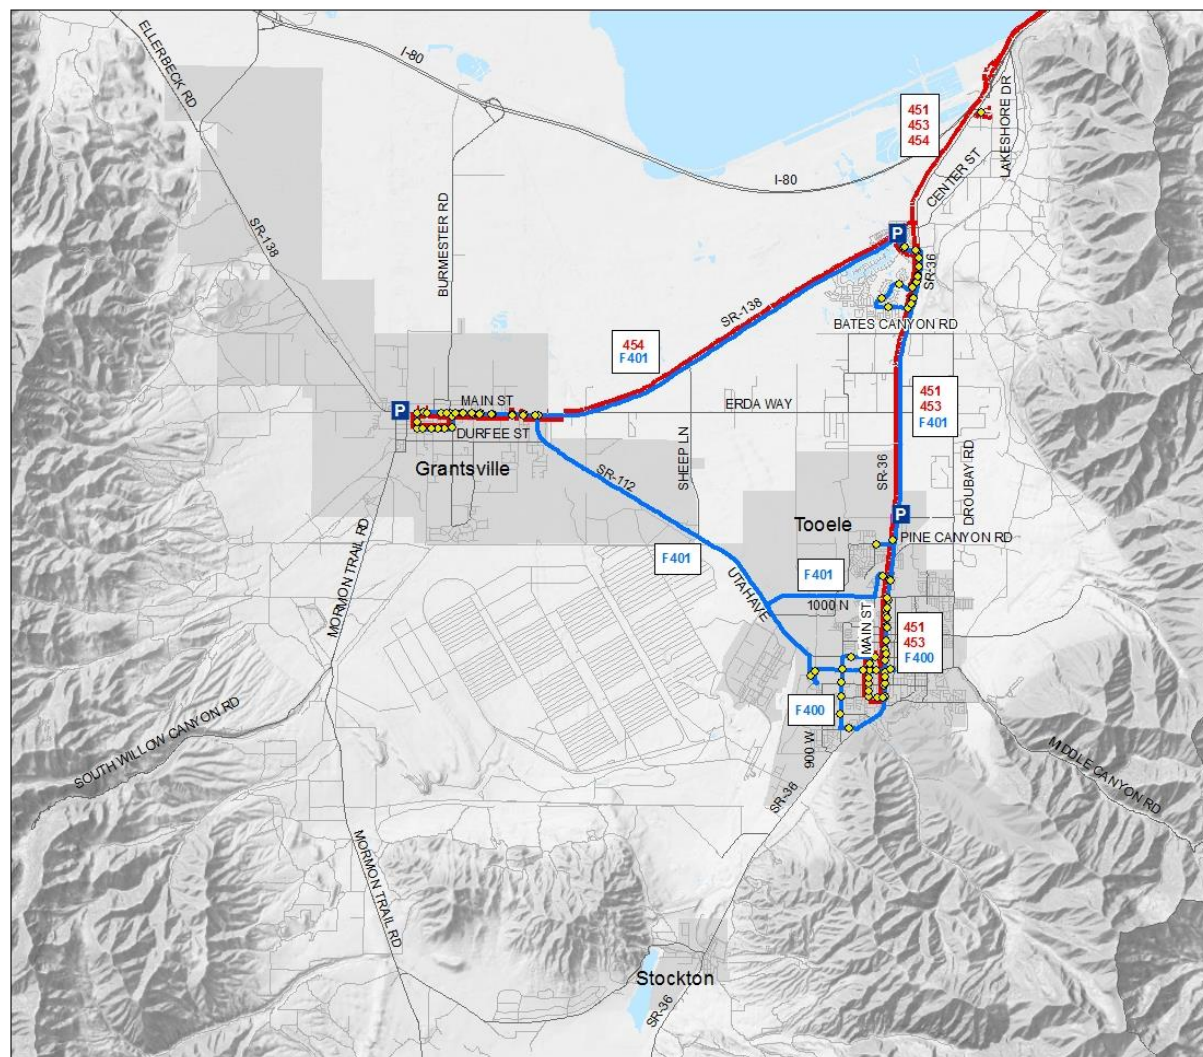 ELLERBECK RD
I-80
I-80
LAKESHORE DR
451
453
454
CENTER ST
I-80
P
SR-138
BURMESTER RD
SR-36
SR-138
BATES CANYON RD
454
F401
P
MAIN ST
ERDA WAY
451
453
F401
DURFEE ST
Grantsville
SR-112
SHEEP LN
SR-36
DROUBAY RD
P
Tooele
PINE CANYON RD
MORMON TRAIL RD
F401
UTAH AVE
F401
1000 N
MAIN ST
451
453
F400
F400
SOUTH WILLOW CANYON RD
900 W
MIDDLE CANYON RD
SR-36
MORMON TRAIL RD
Stockton
SR-36